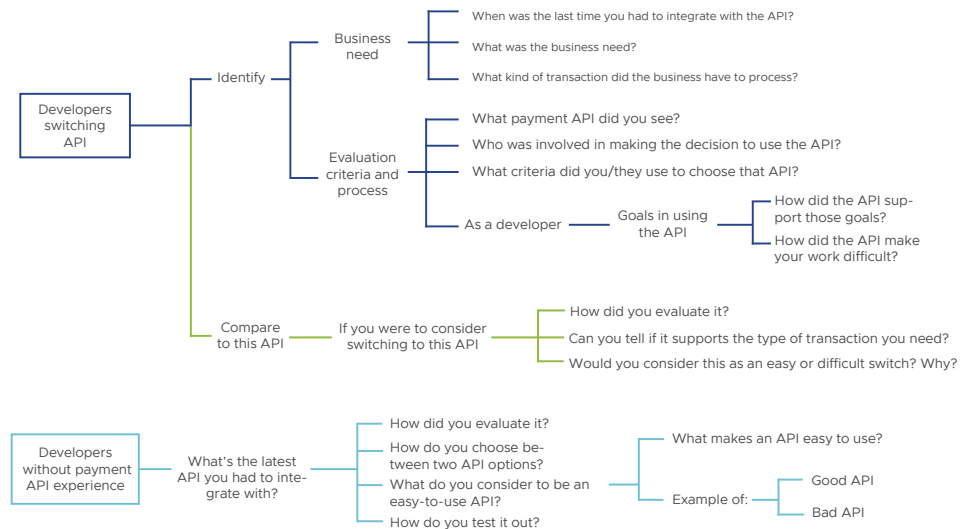 When was the last time you had to integrate with the API?
Business
need
What was the business need?
Identify
What kind of transaction did the business have to process?
Developers
switching
API
What payment API did you see?
Who was involved in making the decision to use the API?
Evaluation
criteria and
process
What criteria did you/they use to choose that API?
As a developer
Goals in using
the API
How did the API sup-
port those goals?
How did the API make
your work difficult?
Compare
to this API
If you were to consider
switching to this API
How did you evaluate it?
Can you tell if it supports the type of transaction you need?
Would you consider this as an easy or difficult switch? Why?
Developers
without payment
API experience
What's the latest
API you had to inte-
grate with?
How did you evaluate it?
How do you choose be-
tween two API options?
What do you consider to be an
easy-to-use API?
How do you test it out?
What makes an API easy to use?
Example of:
Good API
Bad API